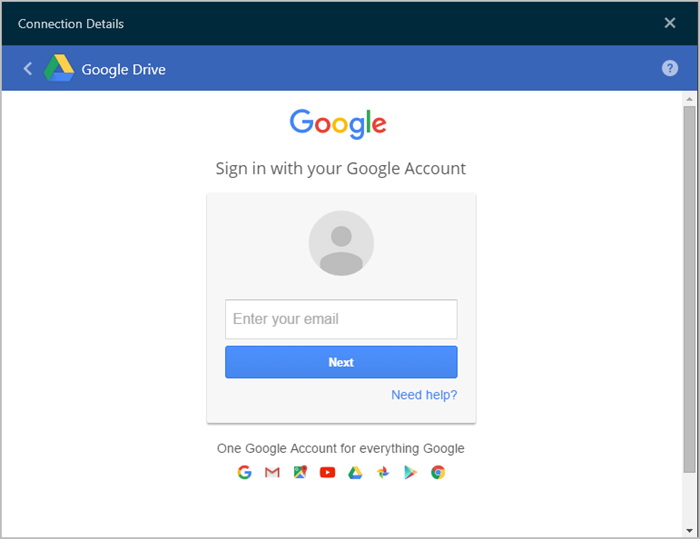 Connection Details
Google Drive
?
Google
Sign in with your Google Account
Enter your email
Next
Need help?
One Google Account for everything Google